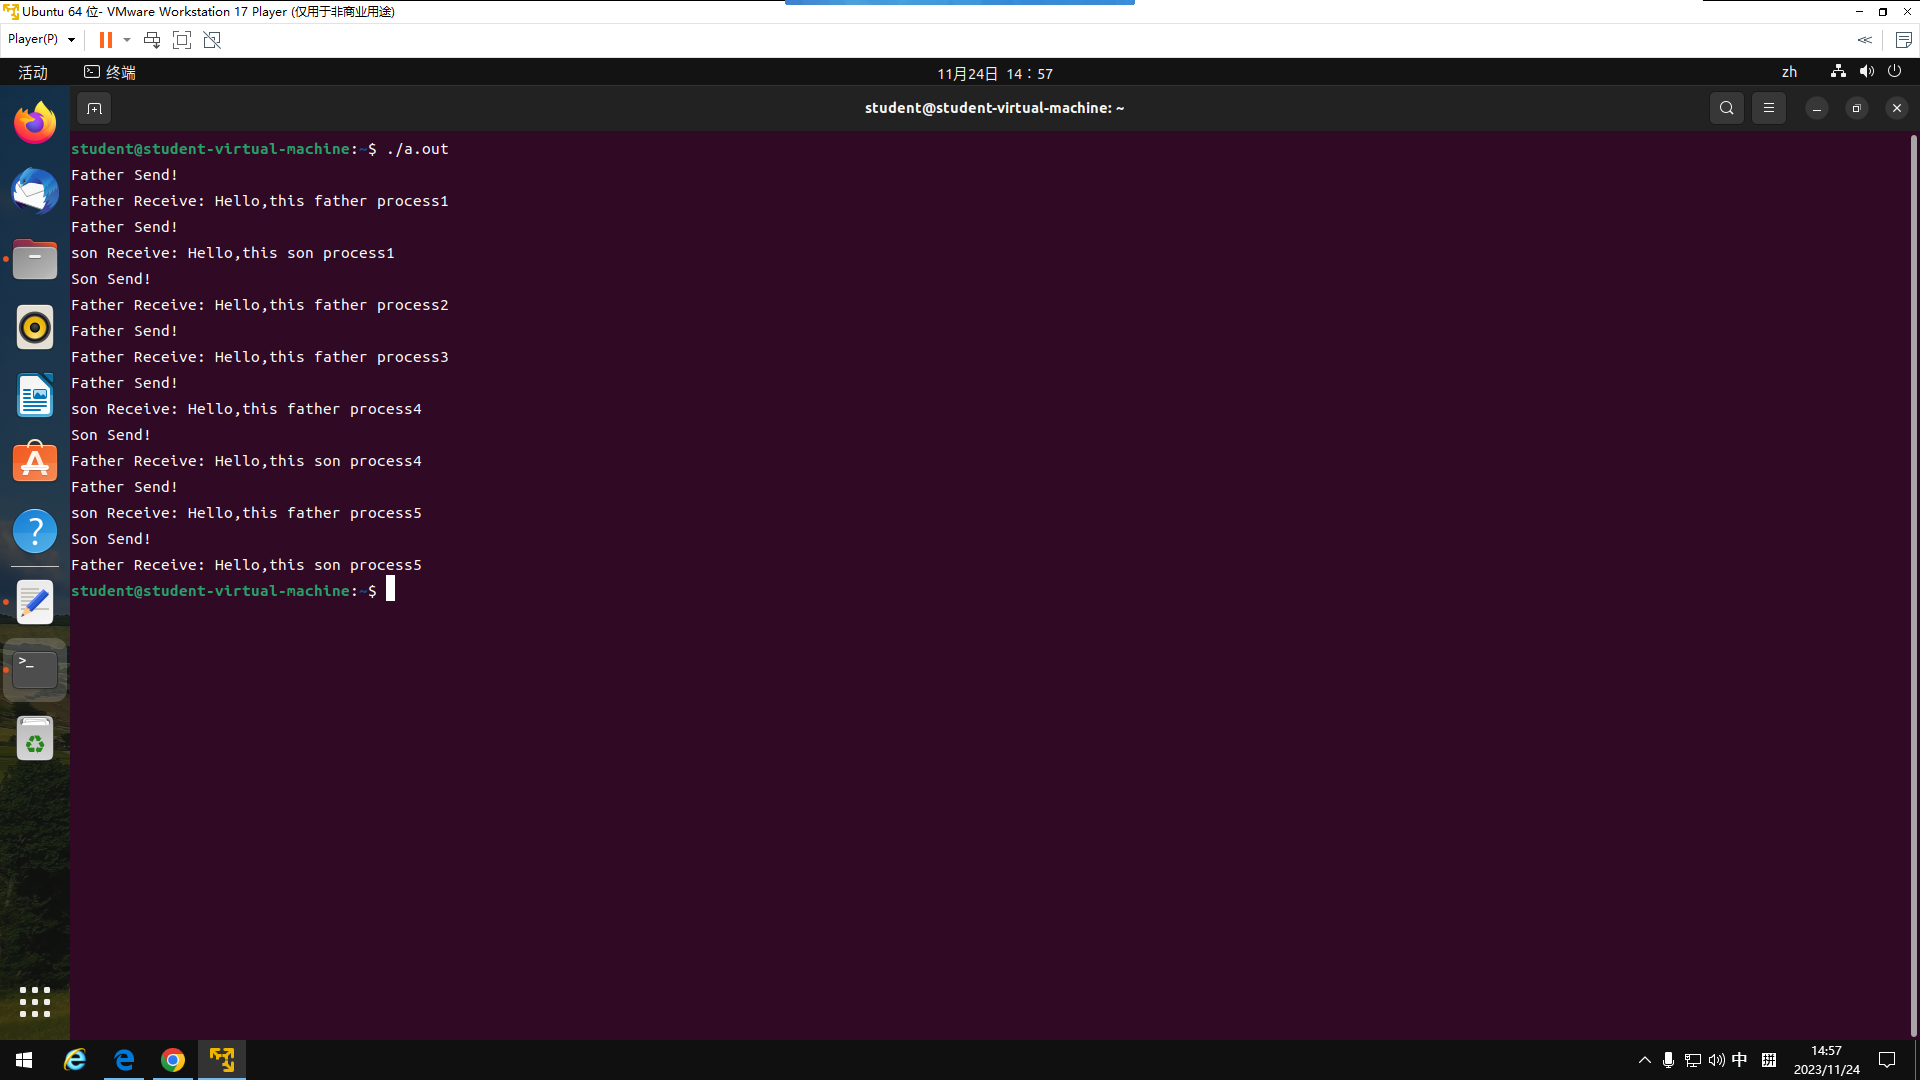 Ubuntu 64 位- VMware Workstation 17 Player (仅用于非商业用途)
Player(P)
活动 终端 11月24日 14：57 zh
student@student-virtual-machine: ~
student@student-virtual-machine:~$ ./a.out
Father Send!
Father Receive: Hello,this father process1
Father Send!
son Receive: Hello,this son process1
Son Send!
Father Receive: Hello,this father process2
Father Send!
Father Receive: Hello,this father process3
Father Send!
son Receive: Hello,this father process4
Son Send!
Father Receive: Hello,this son process4
Father Send!
son Receive: Hello,this father process5
Son Send!
Father Receive: Hello,this son process5
student@student-virtual-machine:~$
中 拼 14:57
2023/11/24